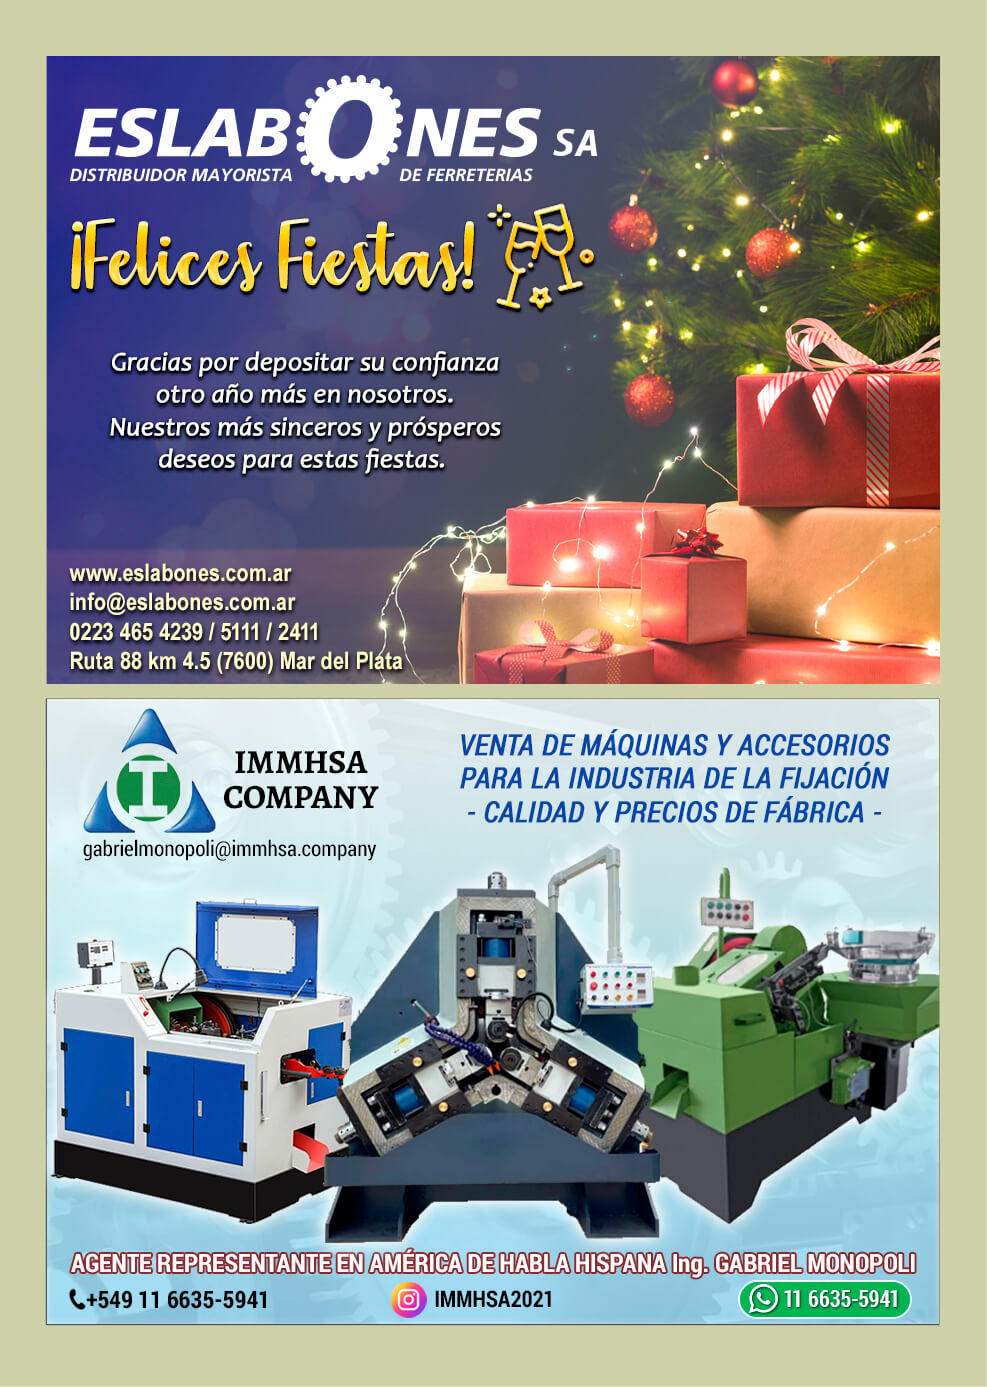 ESLABONES SA
DISTRIBUIDOR MAYORISTA DE FERRETERIAS
¡Felices Fiestas!
Gracias por depositar su confianza
otro año más en nosotros.
Nuestros más sinceros y prósperos
deseos para estas fiestas.
www.eslabones.com.ar
info@eslabones.com.ar
0223 465 4239 / 5111 / 2411
Ruta 88 km 4.5 (7600) Mar del Plata
I
IMMHSA
COMPANY
gabrielmonopoli@immhsa.company
VENTA DE MÁQUINAS Y ACCESORIOS
PARA LA INDUSTRIA DE LA FIJACIÓN
- CALIDAD Y PRECIOS DE FÁBRICA -
AGENTE REPRESENTANTE EN AMÉRICA DE HABLA HISPANA Ing. GABRIEL MONOPOLI
+549 11 6635-5941
IMMHSA2021
11 6635-5941